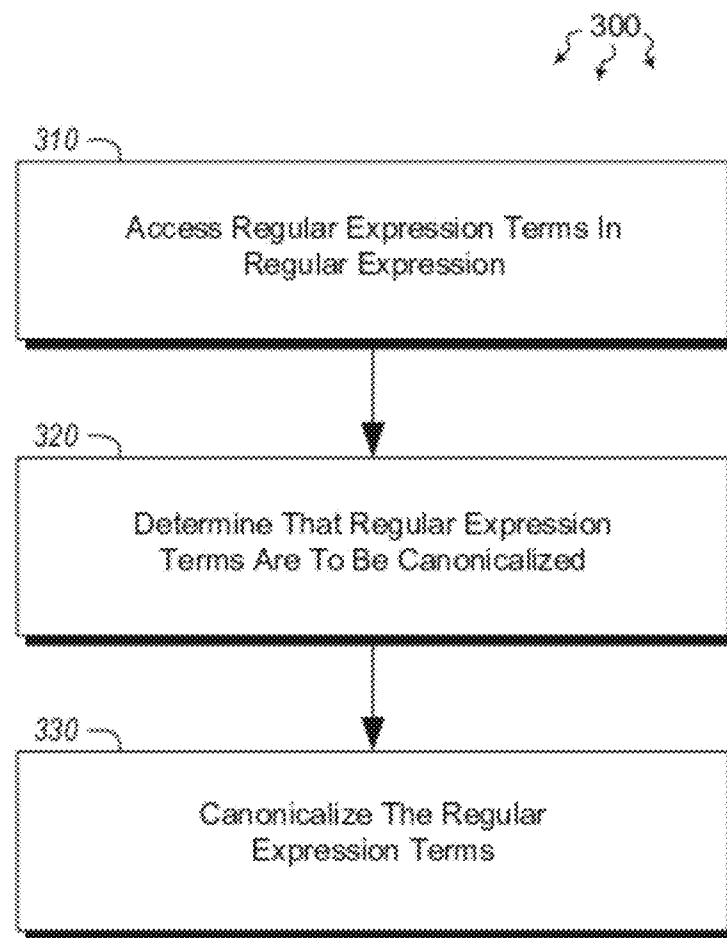 300
310
Access Regular Expression Terms In
Regular Expression
320
Determine That Regular Expression
Terms Are To Be Canonicalized
330
Canonicalize The Regular
Expression Terms